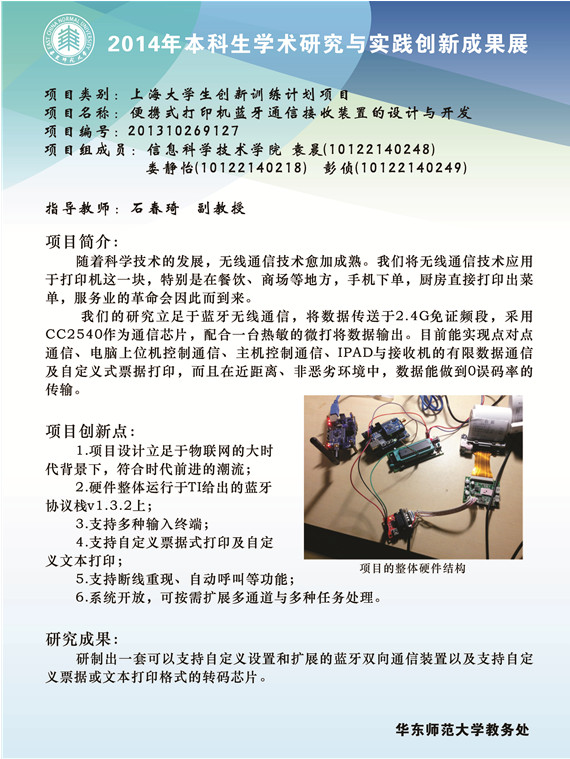 EAST CHINA NORMAL UNIVERSITY
2014年本科生学术研究与实践创新成果展
项目类别：上海大学生创新训练计划项目
项目名称：便携式打印机蓝牙通信接收装置的设计与开发
项目编号：201310269127
项目组成员：信息科学技术学院 袁晨(10122140248)
娄静怡(10122140218) 彭侦(10122140249)
指导教师：石春琦 副教授
项目简介：
随着科学技术的发展，无线通信技术愈加成熟。我们将无线通信技术应用
于打印机这一块，特别是在餐饮、商场等地方，手机下单，厨房直接打印出菜
单，服务业的革命会因此而到来。
我们的研究立足于蓝牙无线通信，将数据传送于2.4G免证频段，采用
CC2540作为通信芯片，配合一台热敏的微打将数据输出。目前能实现点对点
通信、电脑上位机控制通信、主机控制通信、IPAD与接收机的有限数据通信
及自定义式票据打印，而且在近距离、非恶劣环境中，数据能做到0误码率的
传输。
项目创新点：
1.项目设计立足于物联网的大时
代背景下，符合时代前进的潮流；
2.硬件整体运行于TI给出的蓝牙
协议栈v1.3.2上；
3.支持多种输入终端；
4.支持自定义票据式打印及自定
义文本打印；
5.支持断线重现、自动呼叫等功能；
6.系统开放，可按需扩展多通道与多种任务处理。
项目的整体硬件结构
研究成果：
研制出一套可以支持自定义设置和扩展的蓝牙双向通信装置以及支持自定
义票据或文本打印格式的转码芯片。
华东师范大学教务处